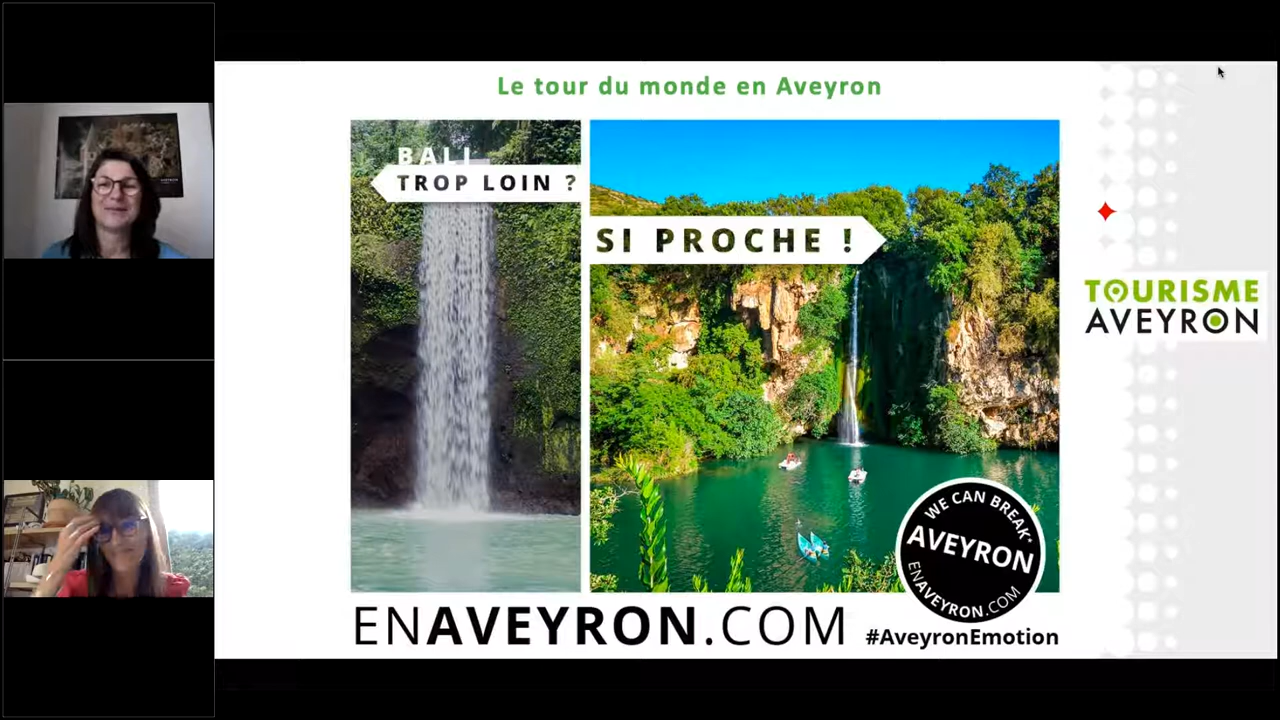 Le tour du monde en Aveyron
BALI
TROP LOIN ?
SI PROCHE !
TOURISME
AVEYRON
WE CAN BREAK*
AVEYRON
ENAVEYRON.COM
ENAVEYRON.COM
#AveyronEmotion